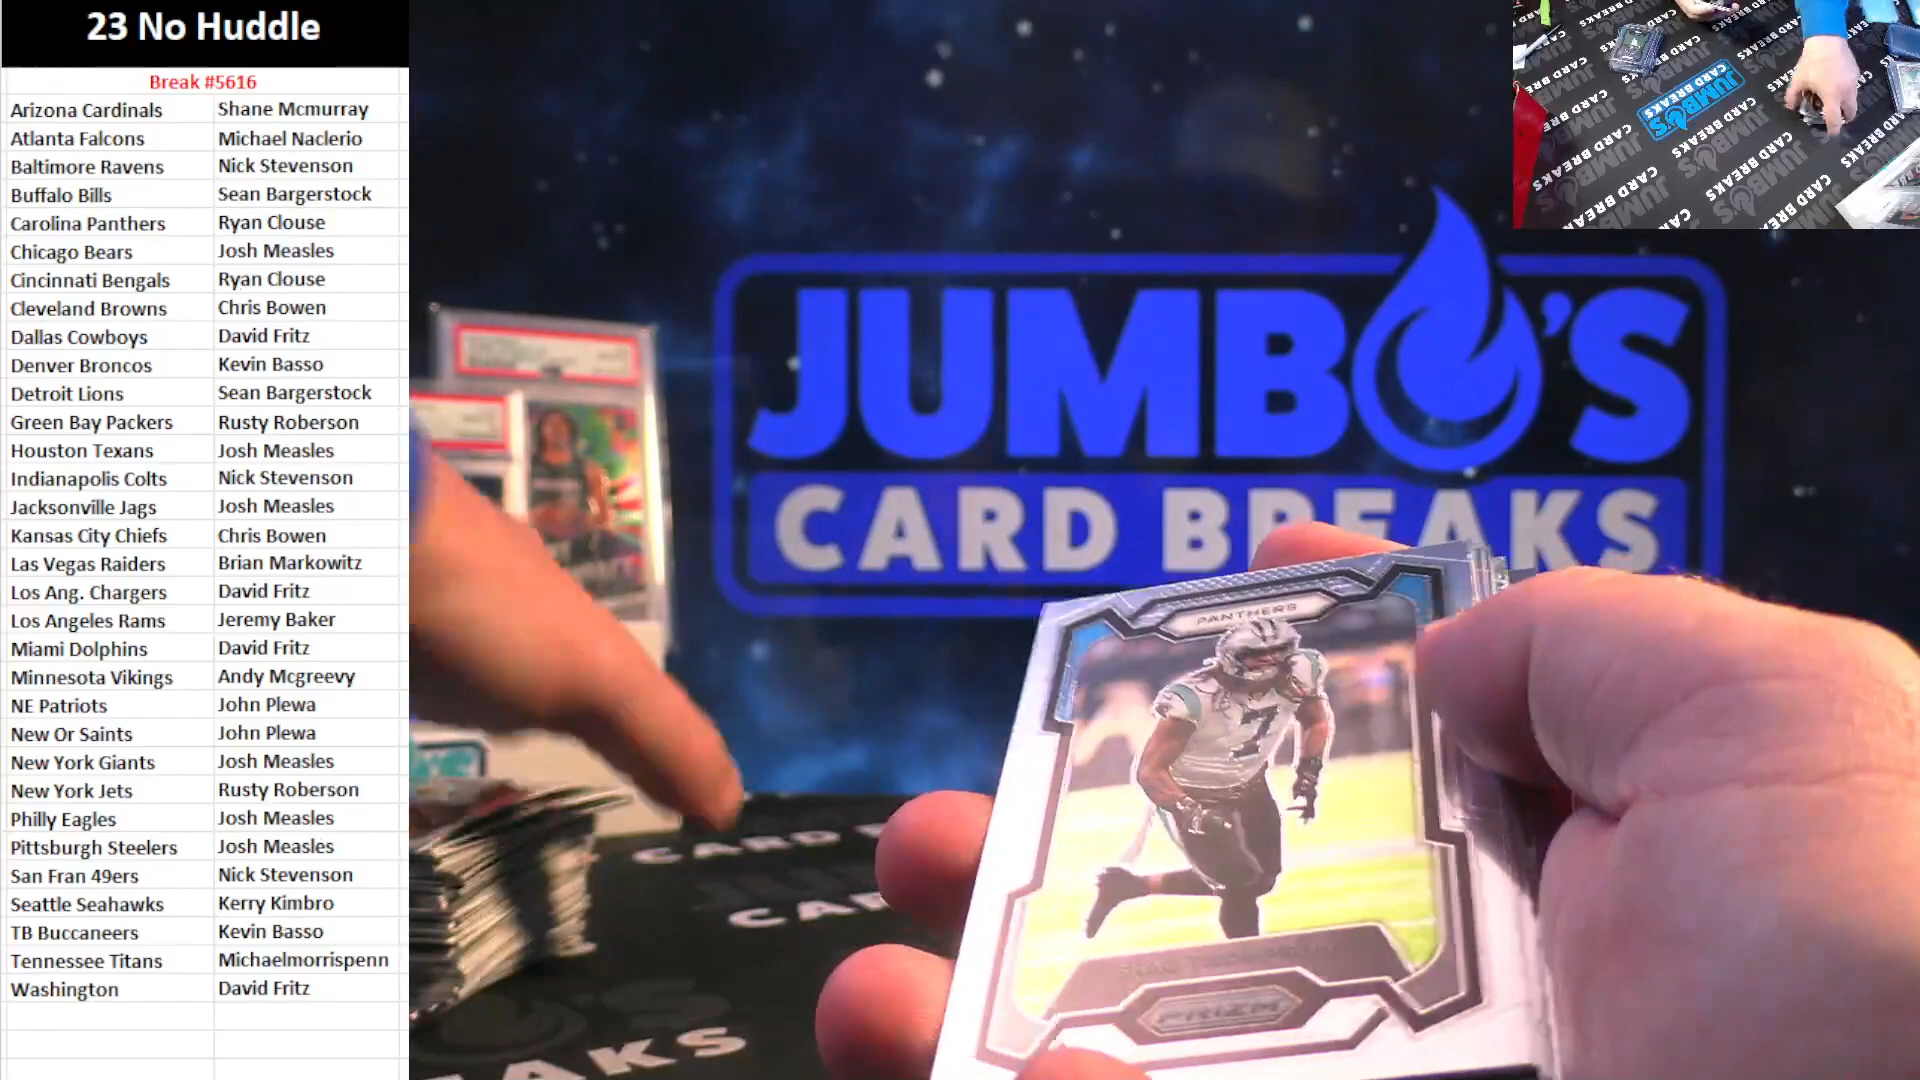 23 No Huddle
Break #5616
Arizona Cardinals Shane Mcmurray
Atlanta Falcons Michael Naclerio
Baltimore Ravens Nick Stevenson
Buffalo Bills Sean Bargerstock
Carolina Panthers Ryan Clouse
Chicago Bears Josh Measles
Cincinnati Bengals Ryan Clouse
Cleveland Browns Chris Bowen
Dallas Cowboys David Fritz
Denver Broncos Kevin Basso
Detroit Lions Sean Bargerstock
Green Bay Packers Rusty Roberson
Houston Texans Josh Measles
Indianapolis Colts Nick Stevenson
Jacksonville Jags Josh Measles
Kansas City Chiefs Chris Bowen
Las Vegas Raiders Brian Markowitz
Los Ang. Chargers David Fritz
Los Angeles Rams Jeremy Baker
Miami Dolphins David Fritz
Minnesota Vikings Andy Mcgreevy
NE Patriots John Plewa
New Or Saints John Plewa
New York Giants Josh Measles
New York Jets Rusty Roberson
Philly Eagles Josh Measles
Pittsburgh Steelers Josh Measles
San Fran 49ers Nick Stevenson
Seattle Seahawks Kerry Kimbro
TB Buccaneers Kevin Basso
Tennessee Titans Michaelmorrispenn
Washington David Fritz
JUMBO'S
CARD BREAKS
PANTHERS
7
PRIZM
CARD
JUMBO'S
CARD BREAKS